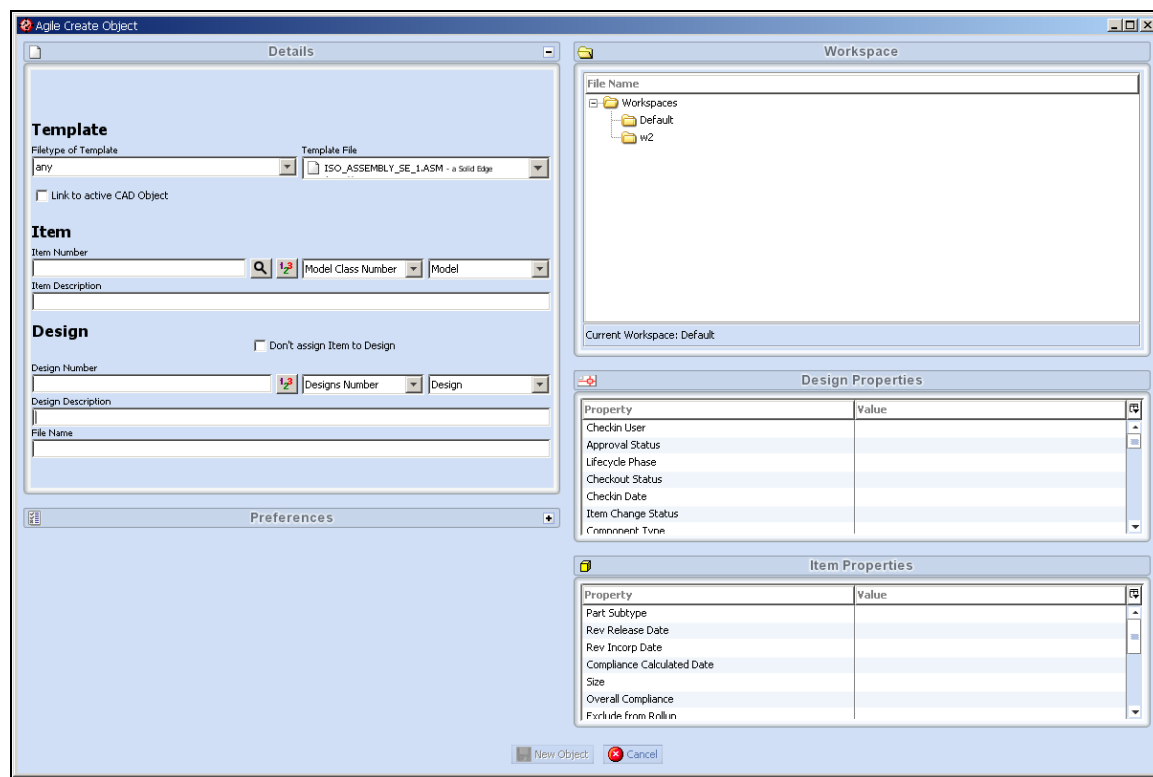 Agile Create Object
Details
Template
Filetype of Template
Template File
any
ISO_ASSEMBLY_SE_1.ASM - a Solid Edge
Link to active CAD Object
Item
Item Number
Model Class Number
Model
Item Description
Design
Don't assign Item to Design
Design Number
Designs Number
Design
Design Description
File Name
Preferences
Workspace
File Name
Workspaces
Default
w2
Current Workspace: Default
Design Properties
Property Value
Checkin User
Approval Status
Lifecycle Phase
Checkout Status
Checkin Date
Item Change Status
Component Type
Item Properties
Property Value
Part Subtype
Rev Release Date
Rev Incorp Date
Compliance Calculated Date
Size
Overall Compliance
Exclude from Rollup
New Object Cancel